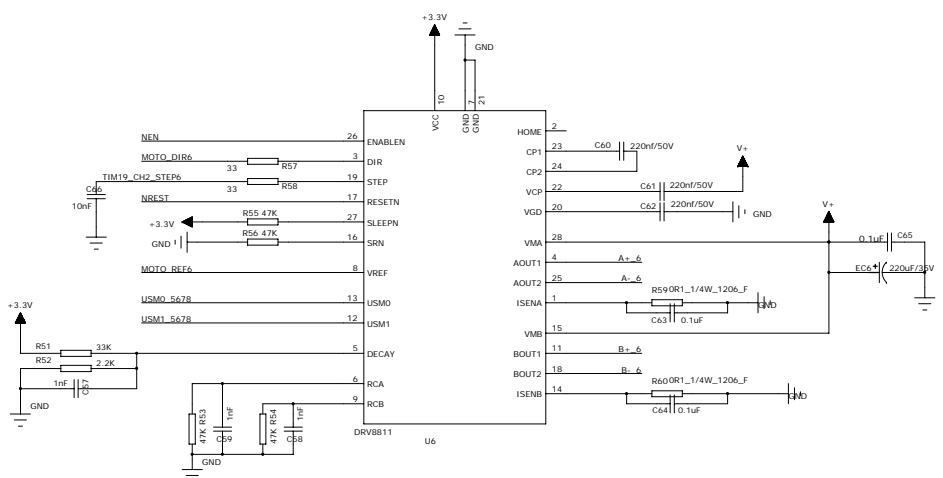 +3.3V
GND
10
7
21
VCC
GND
GND
NEN
26
ENABLEN
MOTO_DIR6
33
R57
3
DIR
TIM19_CH2_STEP6
33
R58
19
STEP
C66
10nF
NREST
17
RESETN
+3.3V
R55 47K
27
SLEEPN
GND
R56 47K
16
SRN
MOTO_REF6
8
VREF
USM0_5678
13
USM0
USM1_5678
12
USM1
+3.3V
R51
33K
5
DECAY
R52
2.2K
1nF
C57
GND
6
RCA
9
RCB
47K R53
1nF
C59
47K R54
1nF
C58
GND
DRV8811
U6
HOME
2
CP1
23
C60
220nf/50V
CP2
24
V+
VCP
22
C61
220nf/50V
VGD
20
C62
220nf/50V
GND
V+
VMA
28
0.1uF
C65
EC6
+
220uF/35V
AOUT1
4
A+_6
AOUT2
25
A-_6
ISENA
1
R59
0R1_1/4W_1206_F
C63
0.1uF
GND
VMB
15
BOUT1
11
B+_6
BOUT2
18
B-_6
ISENB
14
R60
0R1_1/4W_1206_F
C64
0.1uF
GND